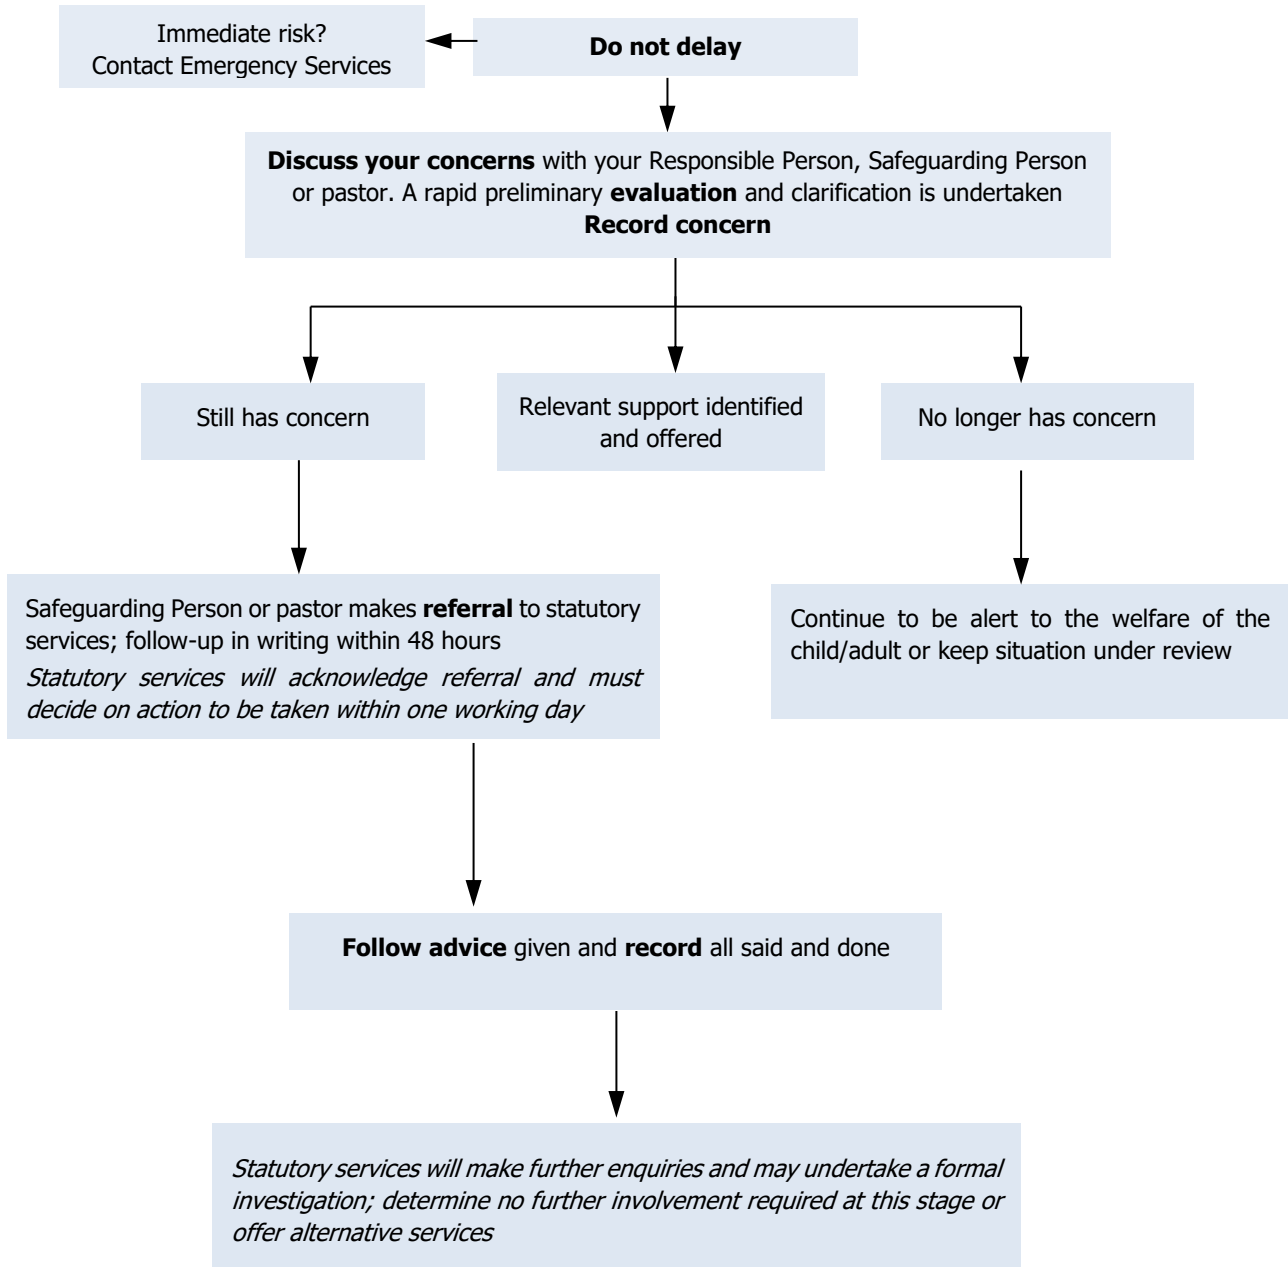 Immediate risk?
Contact Emergency Services
Do not delay
Discuss your concerns with your Responsible Person, Safeguarding Person
or pastor. A rapid preliminary evaluation and clarification is undertaken
Record concern
Still has concern
Relevant support identified
and offered
No longer has concern
Safeguarding Person or pastor makes referral to statutory
services; follow-up in writing within 48 hours
Statutory services will acknowledge referral and must
decide on action to be taken within one working day
Continue to be alert to the welfare of the
child/adult or keep situation under review
Follow advice given and record all said and done
Statutory services will make further enquiries and may undertake a formal
investigation; determine no further involvement required at this stage or
offer alternative services